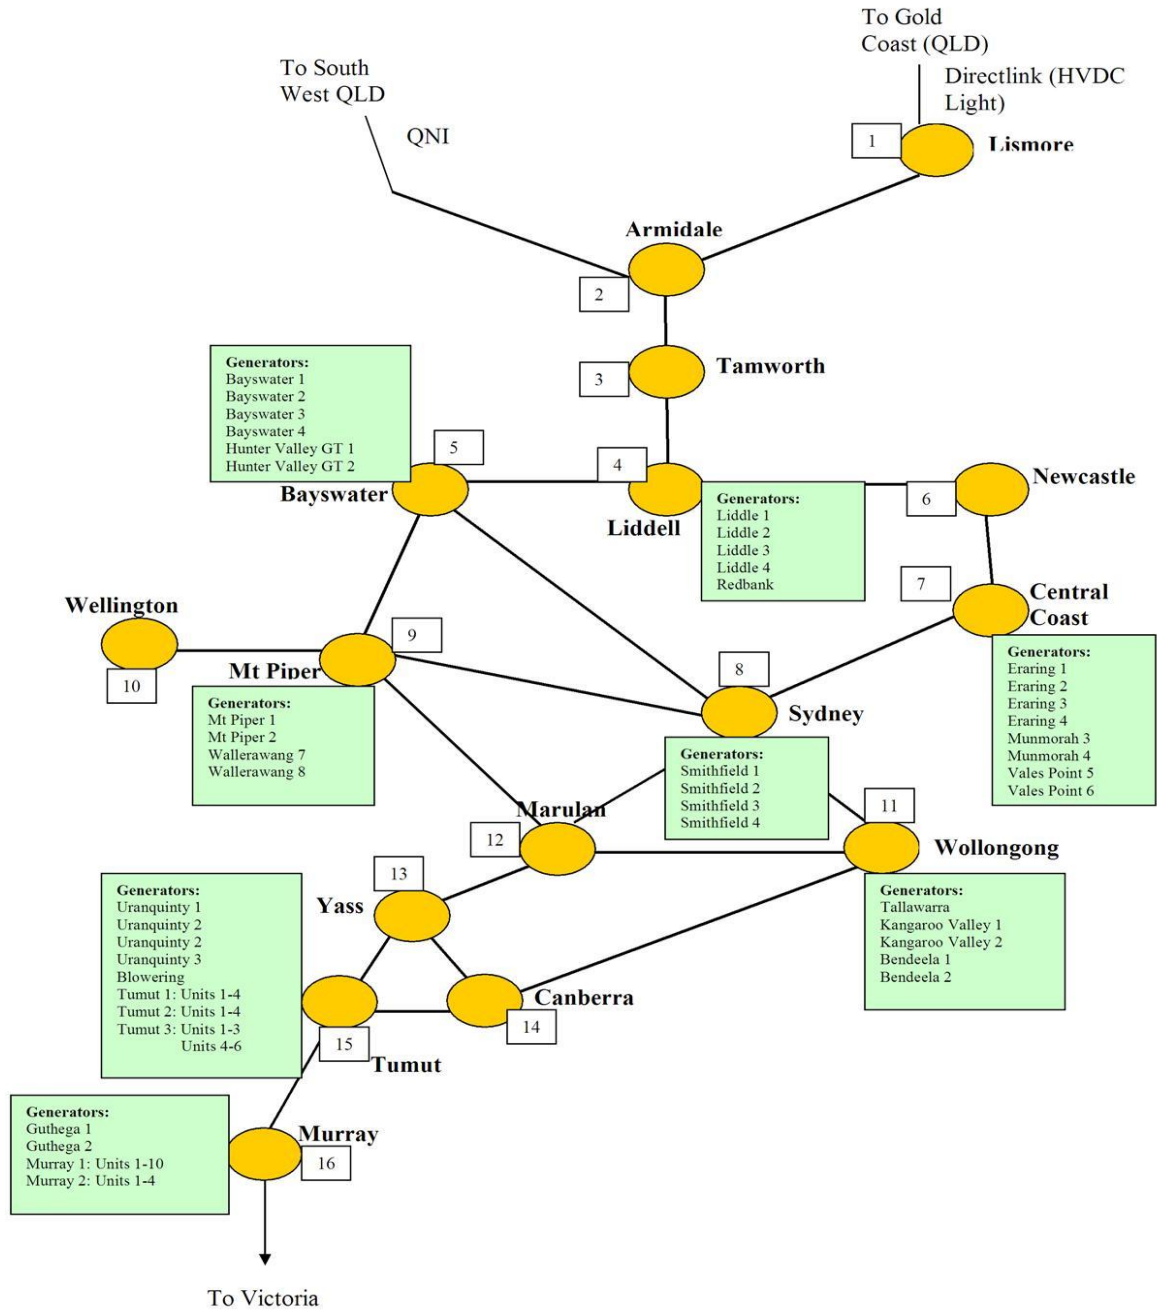 To Gold
Coast (QLD)
To South
West QLD
Directlink (HVDC
Light)
QNI
1
Lismore
Armidale
2
3
Tamworth
Generators:
Bayswater 1
Bayswater 2
Bayswater 3
Bayswater 4
Hunter Valley GT 1
Hunter Valley GT 2
5
Bayswater
4
Liddell
Generators:
Liddle 1
Liddle 2
Liddle 3
Liddle 4
Redbank
6
Newcastle
7
Central
Coast
Generators:
Eraring 1
Eraring 2
Eraring 3
Eraring 4
Munmorah 3
Munmorah 4
Vales Point 5
Vales Point 6
Wellington
10
9
Mt Piper
Generators:
Mt Piper 1
Mt Piper 2
Wallerawang 7
Wallerawang 8
8
Sydney
Generators:
Smithfield 1
Smithfield 2
Smithfield 3
Smithfield 4
Marulan
12
11
Wollongong
Generators:
Tallawarra
Kangaroo Valley 1
Kangaroo Valley 2
Bendeela 1
Bendeela 2
13
Yass
Generators:
Uranquinty 1
Uranquinty 2
Uranquinty 2
Uranquinty 3
Blowering
Tumut 1: Units 1-4
Tumut 2: Units 1-4
Tumut 3: Units 1-3
Units 4-6
Canberra
14
15
Tumut
Generators:
Guthega 1
Guthega 2
Murray 1: Units 1-10
Murray 2: Units 1-4
Murray
16
To Victoria